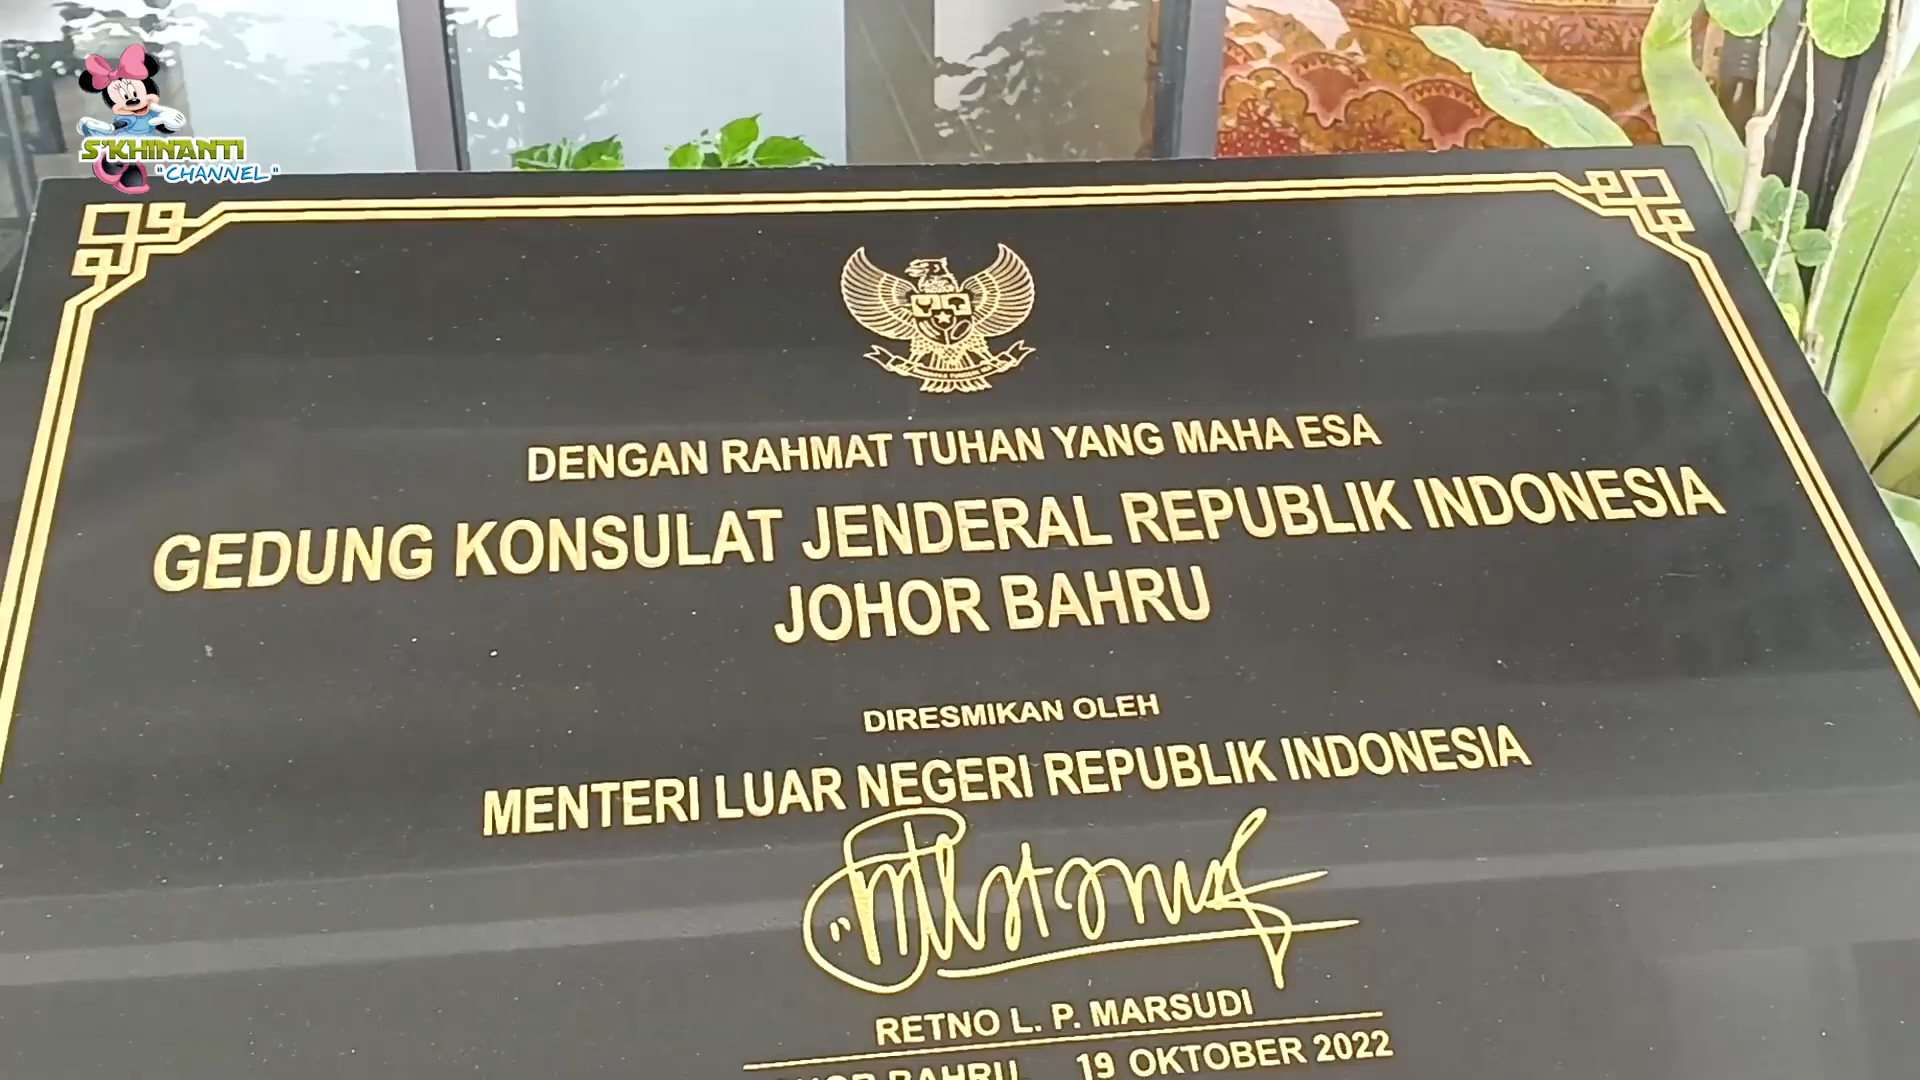 S'KHINANTI
"CHANNEL"
DENGAN RAHMAT TUHAN YANG MAHA ESA
GEDUNG KONSULAT JENDERAL REPUBLIK INDONESIA
JOHOR BAHRU
DIRESMIKAN OLEH
MENTERI LUAR NEGERI REPUBLIK INDONESIA
RETNO L. P. MARSUDI
BAHRU 19 OKTOBER 2022